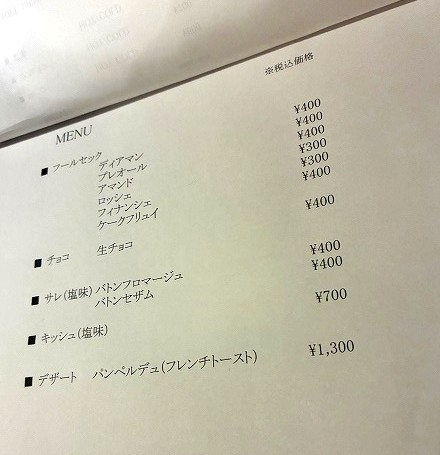 ※税込価格
MENU
■ フールセック ディアマン ¥400
プレオール ¥400
アマンド ¥400
ロッシェ ¥300
フィナンシェ ¥300
ケークフリュイ ¥400
■ チョコ 生チョコ ¥400
■ サレ(塩味) バトンフロマージュ ¥400
バトンセザム ¥400
■ キッシュ(塩味) ¥700
■ デザート パンペルデュ(フレンチトースト) ¥1,300